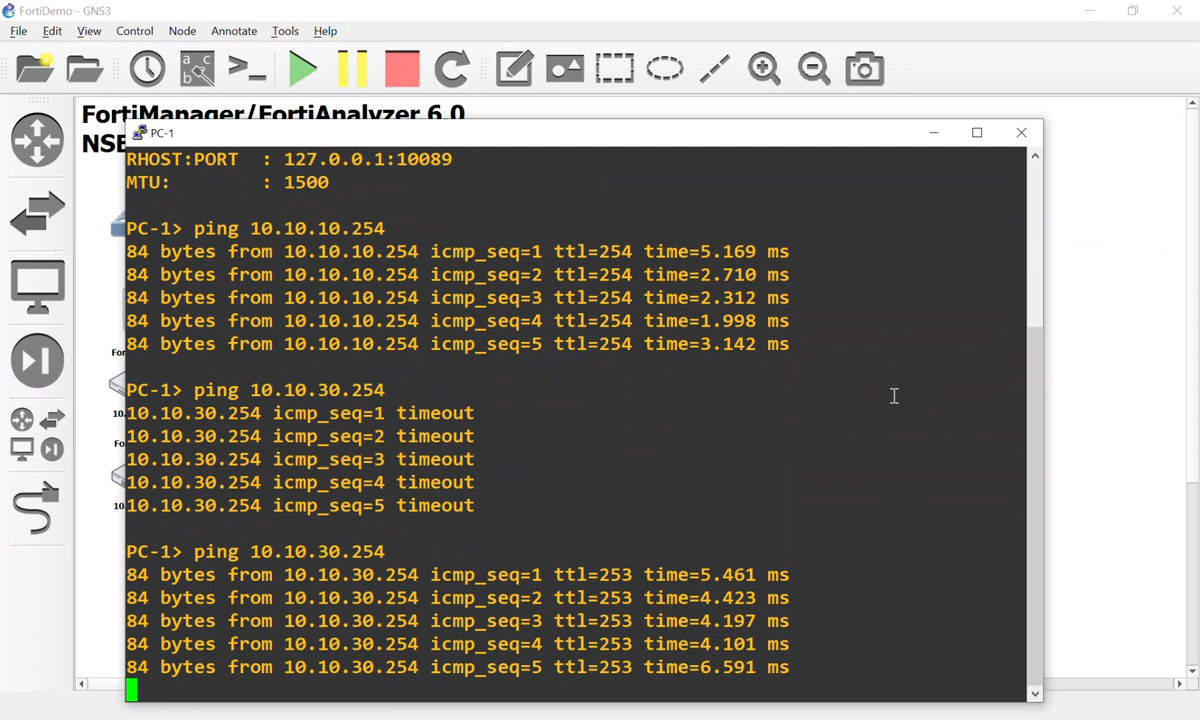 FortiDemo - GNS3
File Edit View Control Node Annotate Tools Help
FortiManager/FortiAnalyzer 6.0
NSE
PC-1
RHOST:PORT : 127.0.0.1:10089
MTU: : 1500
PC-1> ping 10.10.10.254
84 bytes from 10.10.10.254 icmp_seq=1 ttl=254 time=5.169 ms
84 bytes from 10.10.10.254 icmp_seq=2 ttl=254 time=2.710 ms
84 bytes from 10.10.10.254 icmp_seq=3 ttl=254 time=2.312 ms
84 bytes from 10.10.10.254 icmp_seq=4 ttl=254 time=1.998 ms
84 bytes from 10.10.10.254 icmp_seq=5 ttl=254 time=3.142 ms
PC-1> ping 10.10.30.254
10.10.30.254 icmp_seq=1 timeout
10.10.30.254 icmp_seq=2 timeout
10.10.30.254 icmp_seq=3 timeout
10.10.30.254 icmp_seq=4 timeout
10.10.30.254 icmp_seq=5 timeout
PC-1> ping 10.10.30.254
84 bytes from 10.10.30.254 icmp_seq=1 ttl=253 time=5.461 ms
84 bytes from 10.10.30.254 icmp_seq=2 ttl=253 time=4.423 ms
84 bytes from 10.10.30.254 icmp_seq=3 ttl=253 time=4.197 ms
84 bytes from 10.10.30.254 icmp_seq=4 ttl=253 time=4.101 ms
84 bytes from 10.10.30.254 icmp_seq=5 ttl=253 time=6.591 ms